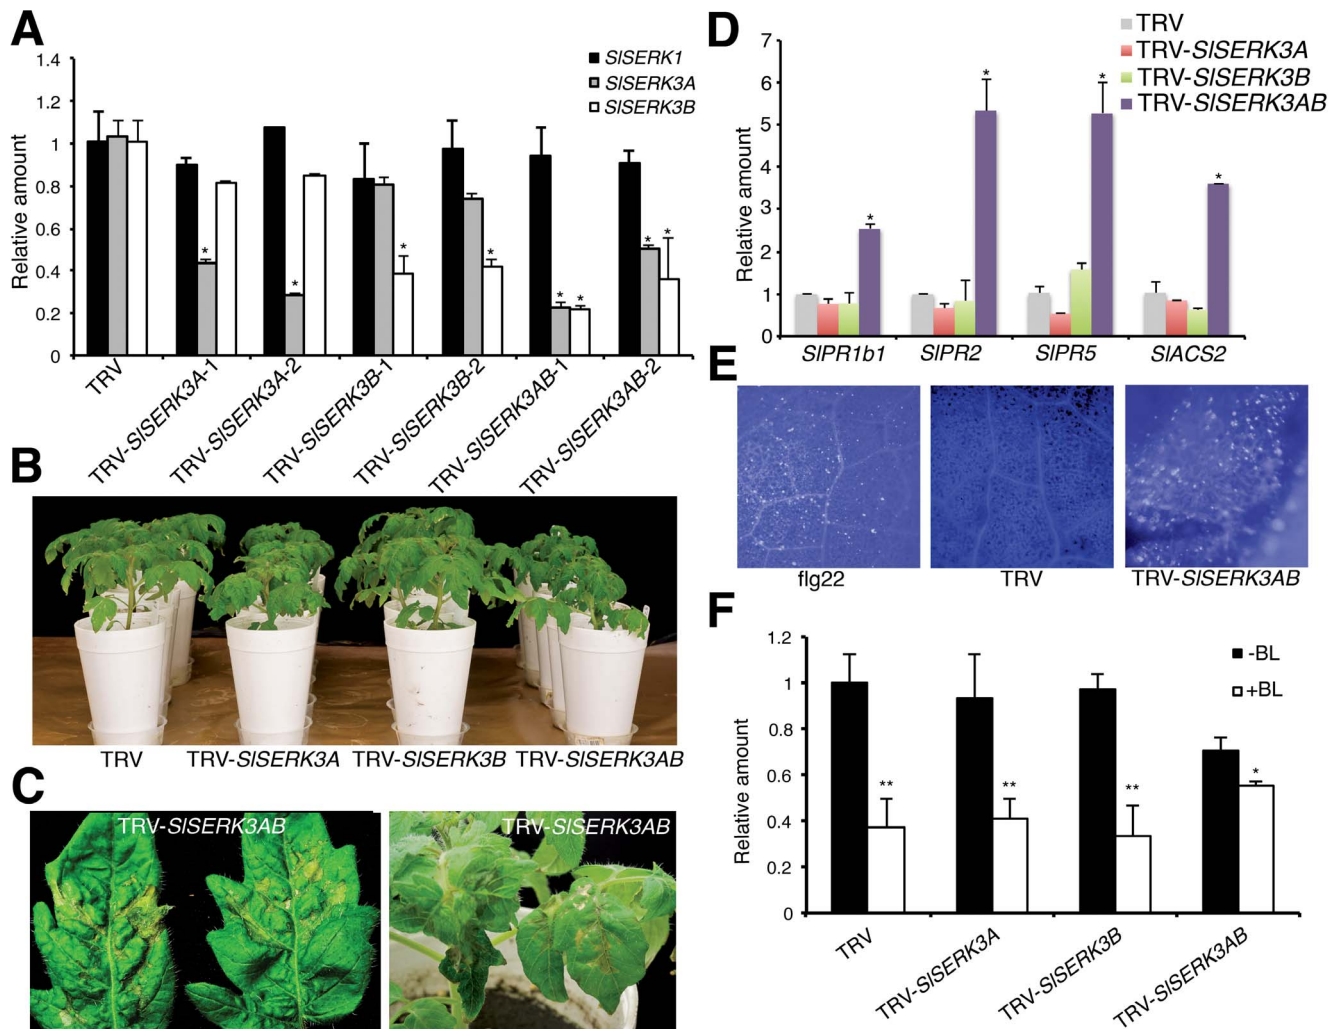 A
1.4
1.2
1
0.8
0.6
0.4
0.2
0
Relative amount
SlSERK1
SlSERK3A
SlSERK3B
* * * * * * * *
TRV
TRV-SlSERK3A-1
TRV-SlSERK3A-2
TRV-SlSERK3B-1
TRV-SlSERK3B-2
TRV-SlSERK3AB-1
TRV-SlSERK3AB-2
B
TRV TRV-SlSERK3A TRV-SlSERK3B TRV-SlSERK3AB
C
TRV-SlSERK3AB
TRV-SlSERK3AB
D
7
6
5
4
3
2
1
0
Relative amount
TRV
TRV-SlSERK3A
TRV-SlSERK3B
TRV-SlSERK3AB
* * * *
SlPR1b1 SlPR2 SlPR5 SlACS2
E
flg22 TRV TRV-SlSERK3AB
F
1.2
1
0.8
0.6
0.4
0.2
0
Relative amount
-BL
+BL
** ** ** *
TRV
TRV-SlSERK3A
TRV-SlSERK3B
TRV-SlSERK3AB